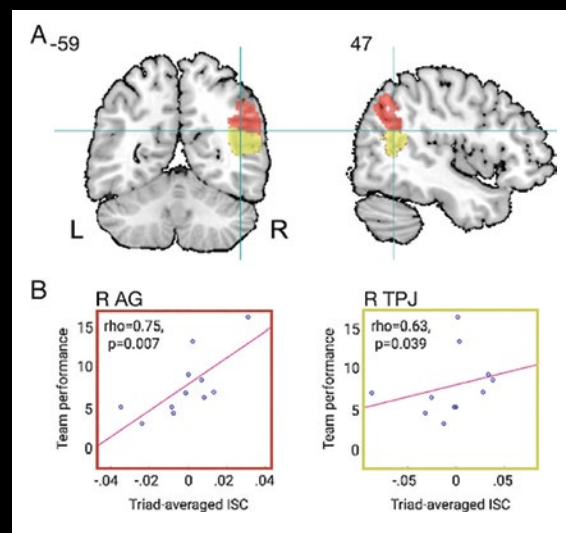 A
-59
47
L
R
B
R AG
rho=0.75,
p=0.007
Team performance
15
10
5
0
-.04
-.02
0
.02
.04
Triad-averaged ISC
R TPJ
rho=0.63,
p=0.039
Team performance
15
10
5
0
-.05
0
.05
Triad-averaged ISC